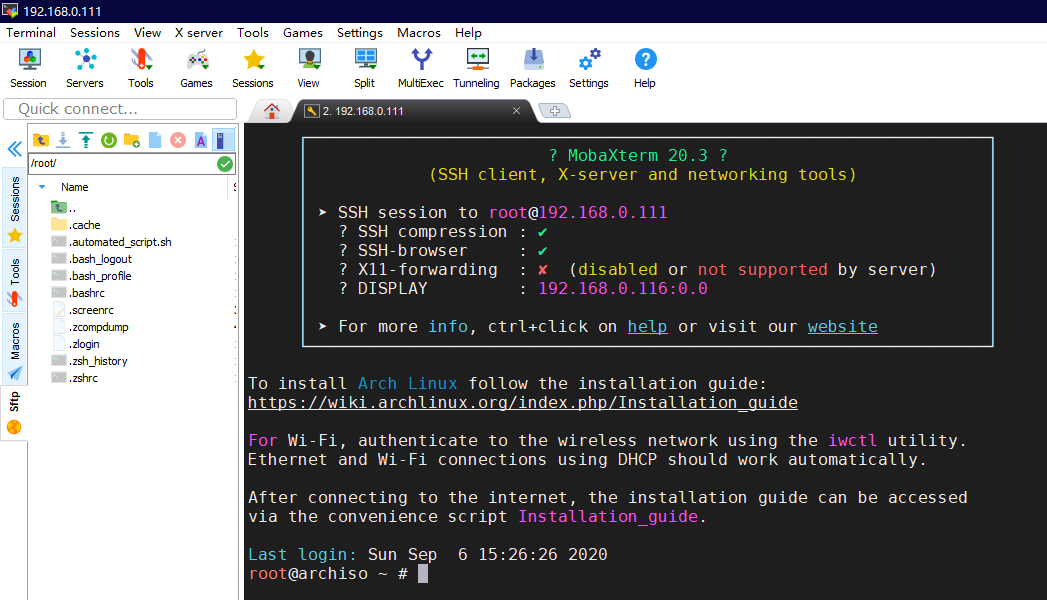 192.168.0.111
Terminal Sessions View X server Tools Games Settings Macros Help
Session Servers Tools Games Sessions View Split MultiExec Tunneling Packages Settings Help
Quick connect...
2. 192.168.0.111
/root/
Name
..
.cache
.automated_script.sh
.bash_logout
.bash_profile
.bashrc
.screenrc
.zcompdump
.zlogin
.zsh_history
.zshrc
Sessions
Tools
Macros
Sftp
? MobaXterm 20.3 ?
(SSH client, X-server and networking tools)
➤ SSH session to root@192.168.0.111
? SSH compression : ✔
? SSH-browser : ✔
? X11-forwarding : ✘ (disabled or not supported by server)
? DISPLAY : 192.168.0.116:0.0
➤ For more info, ctrl+click on help or visit our website
To install Arch Linux follow the installation guide:
https://wiki.archlinux.org/index.php/Installation_guide
For Wi-Fi, authenticate to the wireless network using the iwctl utility.
Ethernet and Wi-Fi connections using DHCP should work automatically.
After connecting to the internet, the installation guide can be accessed
via the convenience script Installation_guide.
Last login: Sun Sep  6 15:26:26 2020
root@archiso ~ #